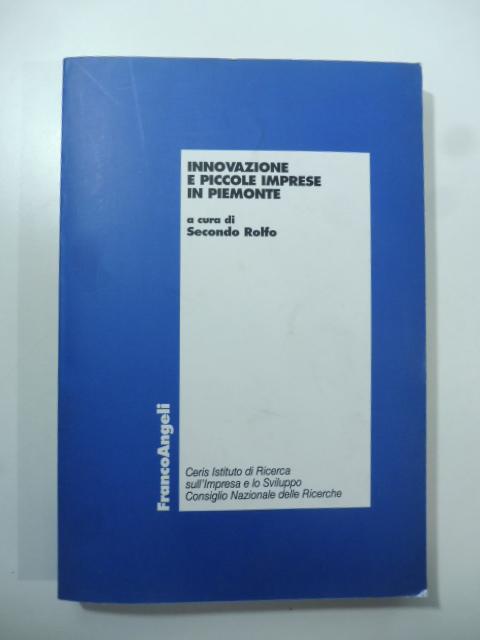 INNOVAZIONE
E PICCOLE IMPRESE
IN PIEMONTE
a cura di
Secondo Rolfo
FrancoAngeli
Ceris Istituto di Ricerca
sull'Impresa e lo Sviluppo
Consiglio Nazionale delle Ricerche